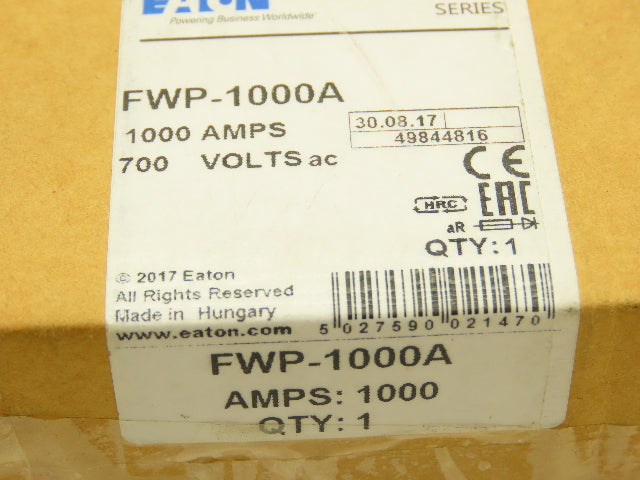 EATON
Powering Business Worldwide
SERIES
FWP-1000A
1000 AMPS
30.08.17
49844816
700 VOLTS ac
CE
HRC
EAC
aR
QTY: 1
© 2017 Eaton
All Rights Reserved
Made in Hungary
www.eaton.com
5 027590 021470
FWP-1000A
AMPS: 1000
QTY: 1